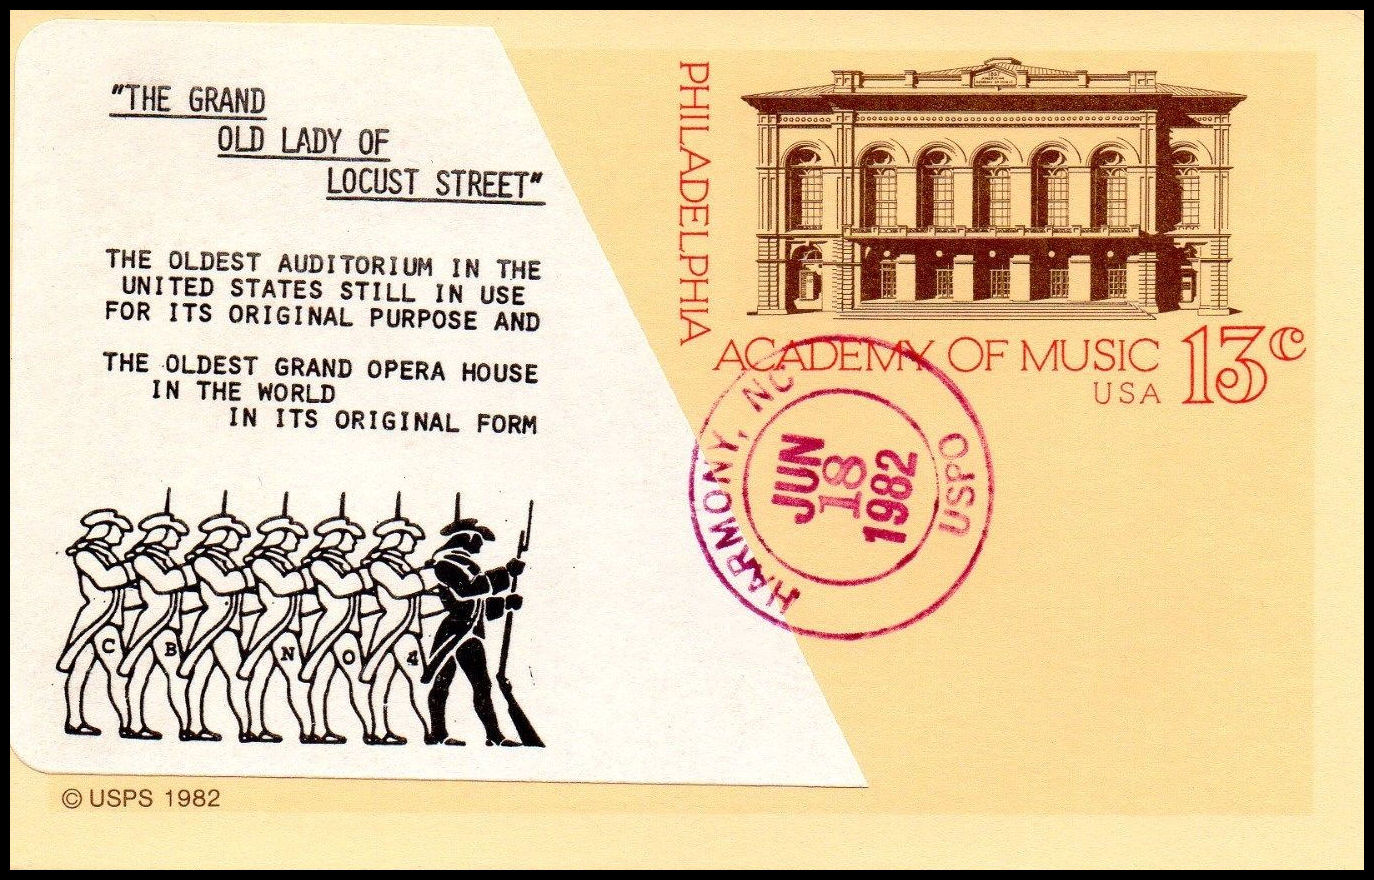 "THE GRAND
OLD LADY OF
LOCUST STREET"
THE OLDEST AUDITORIUM IN THE
UNITED STATES STILL IN USE
FOR ITS ORIGINAL PURPOSE AND
THE OLDEST GRAND OPERA HOUSE
IN THE WORLD
IN ITS ORIGINAL FORM
C B N O 4
© USPS 1982
PHILADELPHIA
ACADEMY OF MUSIC
USA
13c
HARMONY, NC
JUN
18
1982
USPO